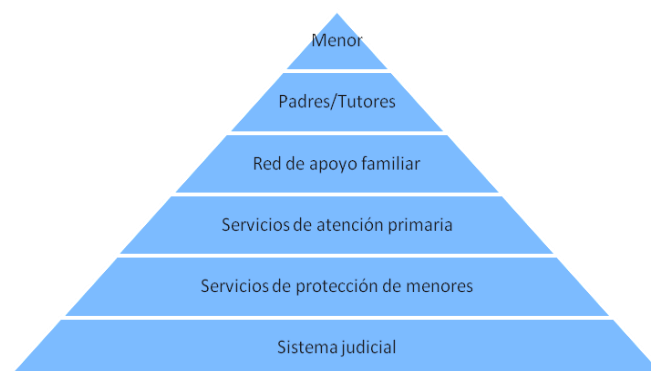 Menor
Padres/Tutores
Red de apoyo familiar
Servicios de atención primaria
Servicios de protección de menores
Sistema judicial